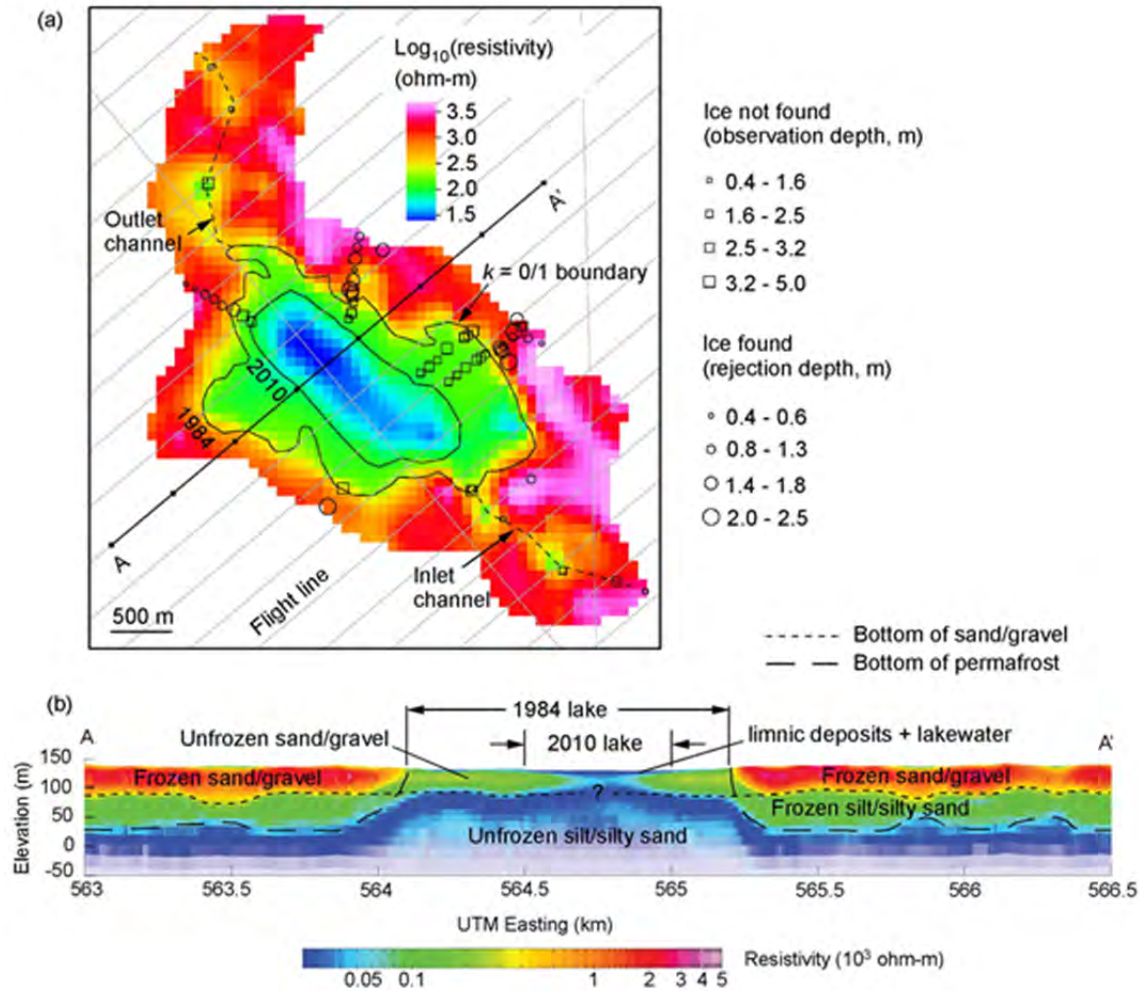 (a)
Log10(resistivity)
(ohm-m)
3.5
3.0
2.5
2.0
1.5
A'
Outlet
channel
k = 0/1 boundary
2010
1984
A
Flight line
Inlet
channel
500 m
Ice not found
(observation depth, m)
0.4 - 1.6
1.6 - 2.5
2.5 - 3.2
3.2 - 5.0
Ice found
(rejection depth, m)
0.4 - 0.6
0.8 - 1.3
1.4 - 1.8
2.0 - 2.5
Bottom of sand/gravel
Bottom of permafrost
(b)
1984 lake
A
Unfrozen sand/gravel
2010 lake
limnic deposits + lakewater
A'
Elevation (m)
150
100
50
0
-50
Frozen sand/gravel
Frozen sand/gravel
?
Frozen silt/silty sand
Unfrozen silt/silty sand
563 563.5 564 564.5 565 565.5 566 566.5
UTM Easting (km)
Resistivity (10³ ohm-m)
0.05 0.1 1 2 3 4 5